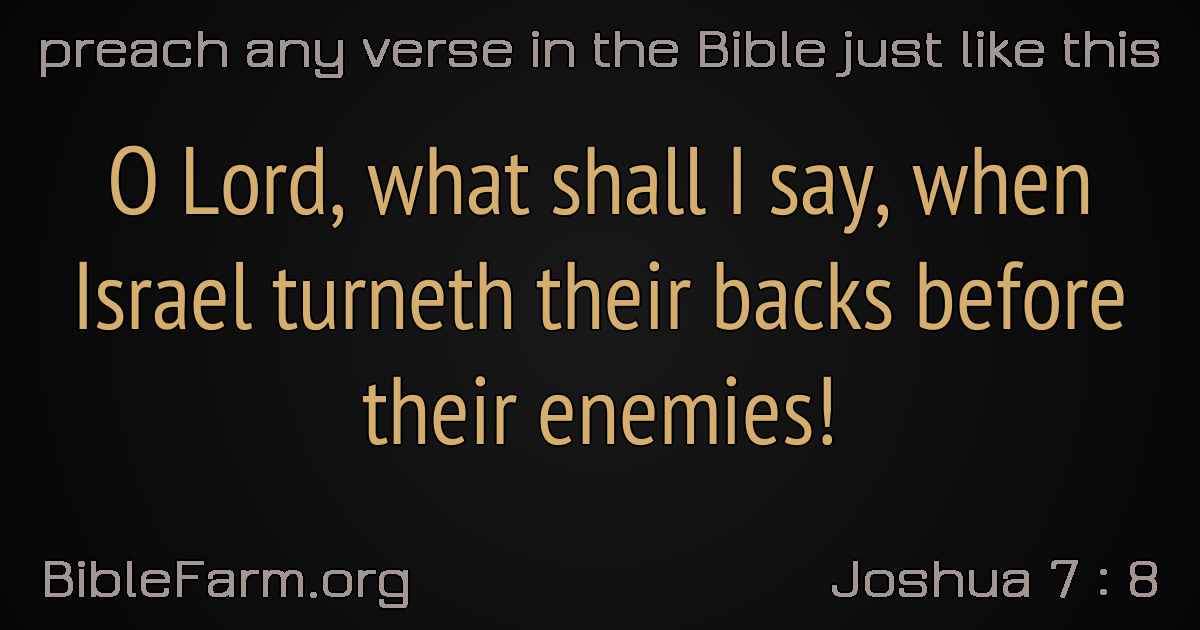 preach any verse in the Bible just like this
O Lord, what shall I say, when
Israel turneth their backs before
their enemies!
BibleFarm.org
Joshua 7 : 8